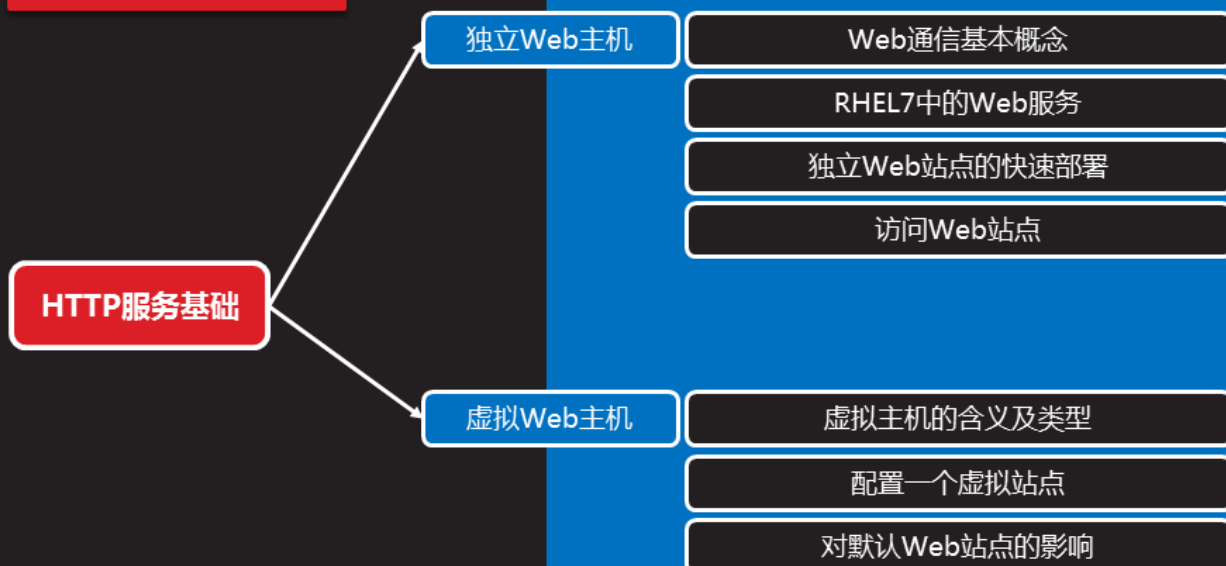 独立Web主机
Web通信基本概念
RHEL7中的Web服务
独立Web站点的快速部署
访问Web站点
HTTP服务基础
虚拟Web主机
虚拟主机的含义及类型
配置一个虚拟站点
对默认Web站点的影响